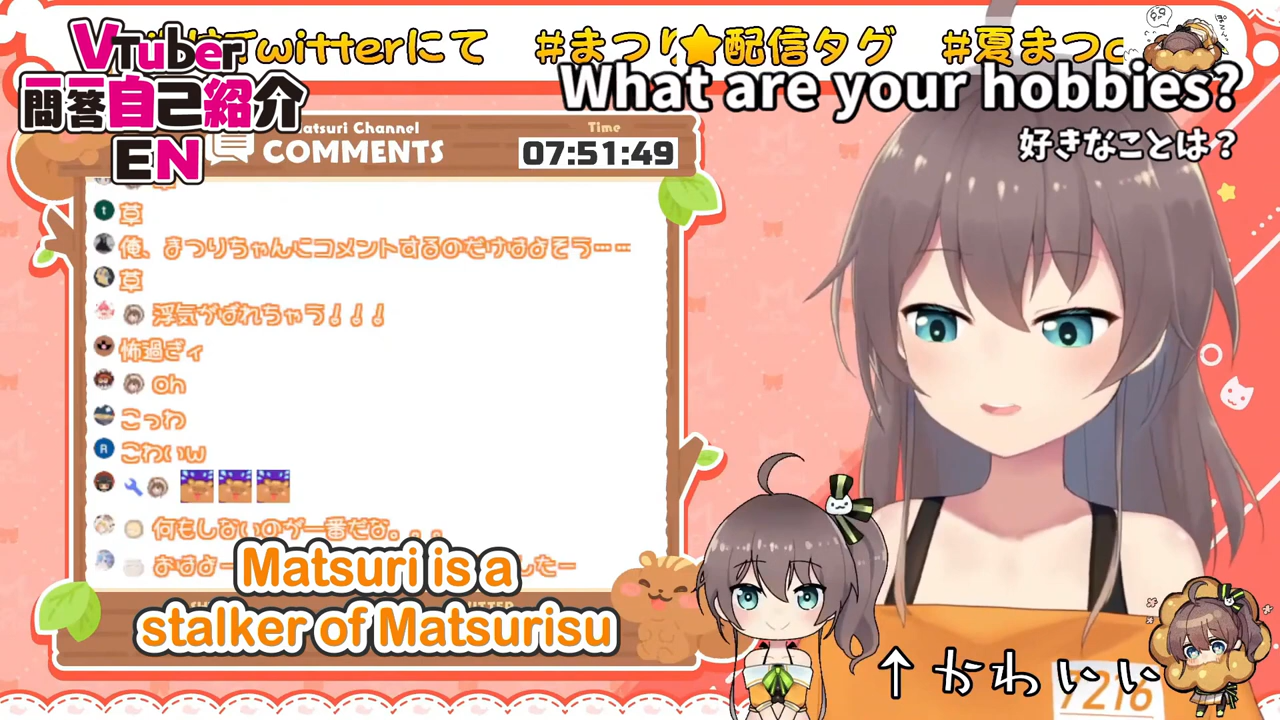 Twitterにて #まつり⭐配信タグ #夏まつ
VTuber
問答自己紹介
EN
What are your hobbies?
好きなことは？
atsuri Channel
COMMENTS
Time
07:51:49
草
俺、まつりちゃんにコメントするのだけはよそう……
草
浮気がばれちゃう！！！
怖過ぎィ
oh
こっわ
R
こわいw
何もしないのが一番だな。。。
Matsuri is a
stalker of Matsurisu
↑かわいい
7216